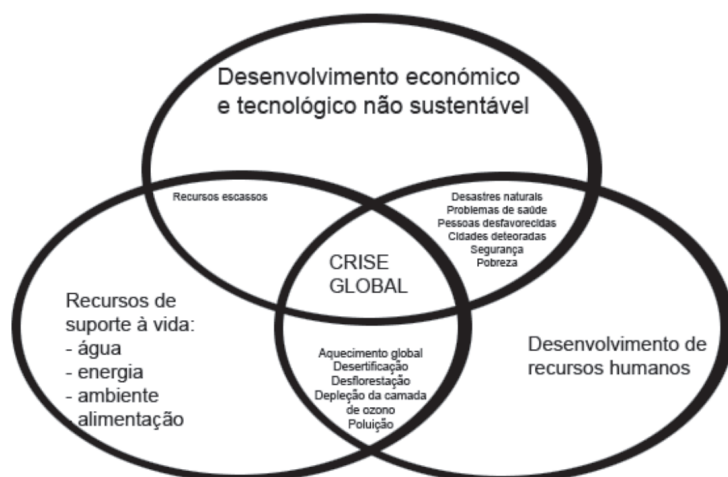 Desenvolvimento económico
e tecnológico não sustentável
Recursos escassos
Desastres naturais
Problemas de saúde
Pessoas desfavorecidas
Cidades deteoradas
Segurança
Pobreza
CRISE
GLOBAL
Recursos de
suporte à vida:
- água
- energia
- ambiente
- alimentação
Aquecimento global
Desertificação
Desflorestação
Depleção da camada
de ozono
Poluição
Desenvolvimento de
recursos humanos